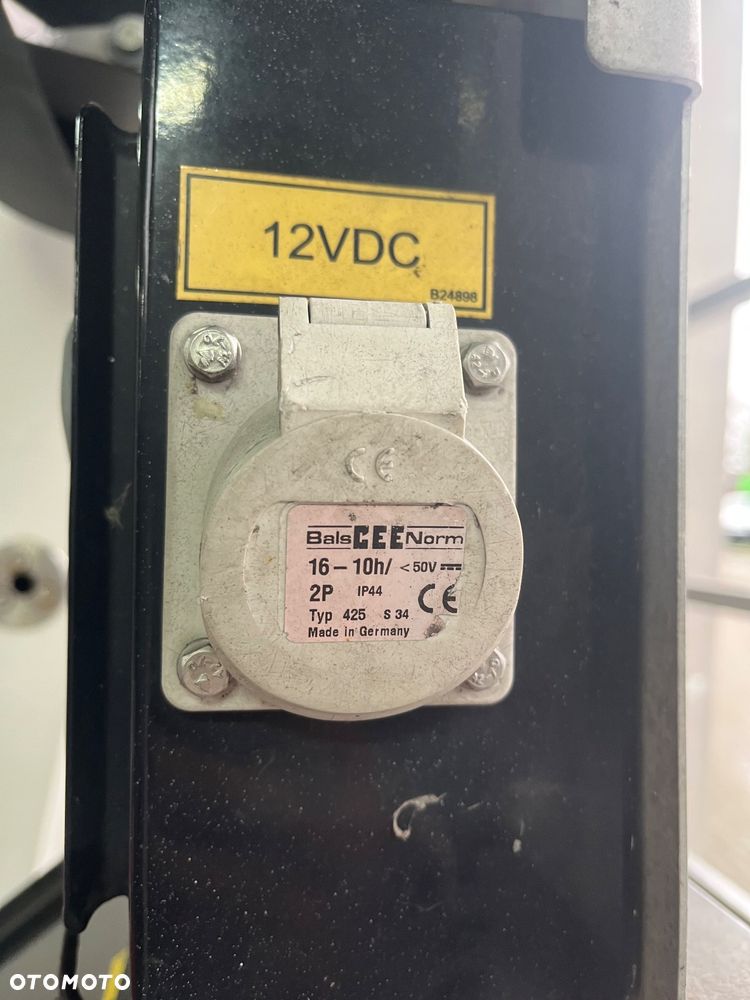 12VDC
B24898
CE
Bals CEE Norm
16-10h/ <50V
2P IP44 CE
Typ 425 S 34
Made in Germany
OTOMOTO